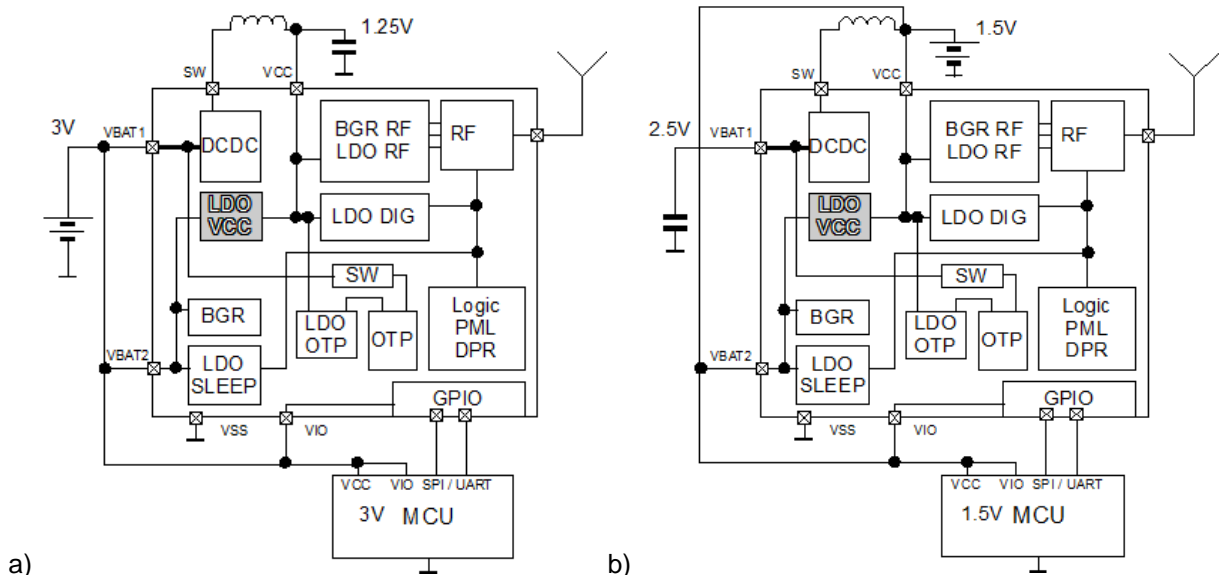 1.25V
SW
VCC
3V
VBAT1
DCDC
BGR RF
LDO RF
RF
LDO
VCC
LDO DIG
SW
BGR
LDO
OTP
OTP
Logic
PML
DPR
VBAT2
LDO
SLEEP
GPIO
VSS
VIO
VCC
VIO
SPI / UART
3V
MCU
a)
1.5V
SW
VCC
2.5V
VBAT1
DCDC
BGR RF
LDO RF
RF
LDO
VCC
LDO DIG
SW
BGR
LDO
OTP
OTP
Logic
PML
DPR
VBAT2
LDO
SLEEP
GPIO
VSS
VIO
VCC
VIO
SPI / UART
1.5V
MCU
b)